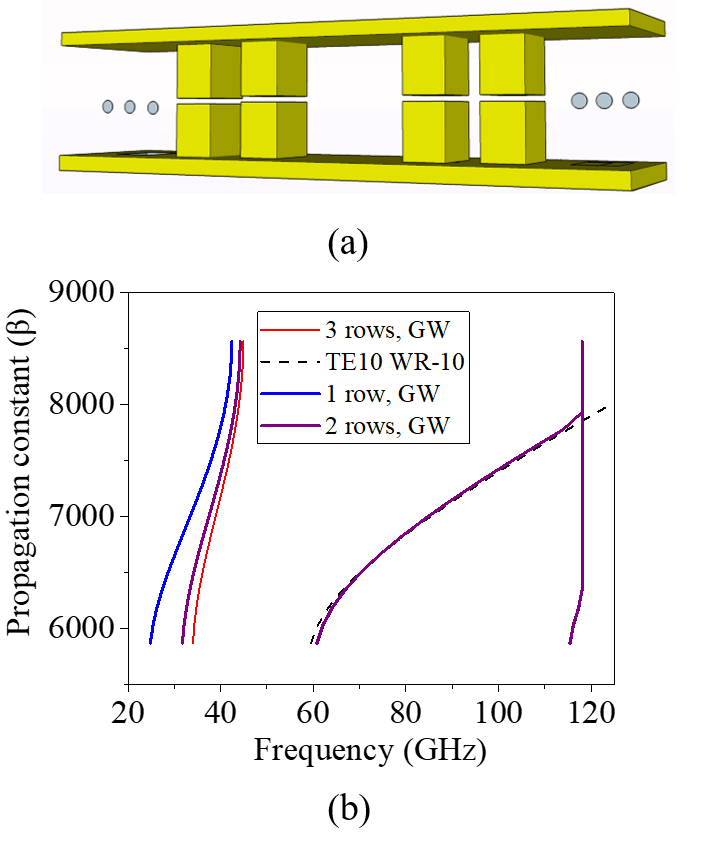 (a)
9000
8000
7000
6000
Propagation constant (β)
3 rows, GW
TE10 WR-10
1 row, GW
2 rows, GW
20 40 60 80 100 120
Frequency (GHz)
(b)